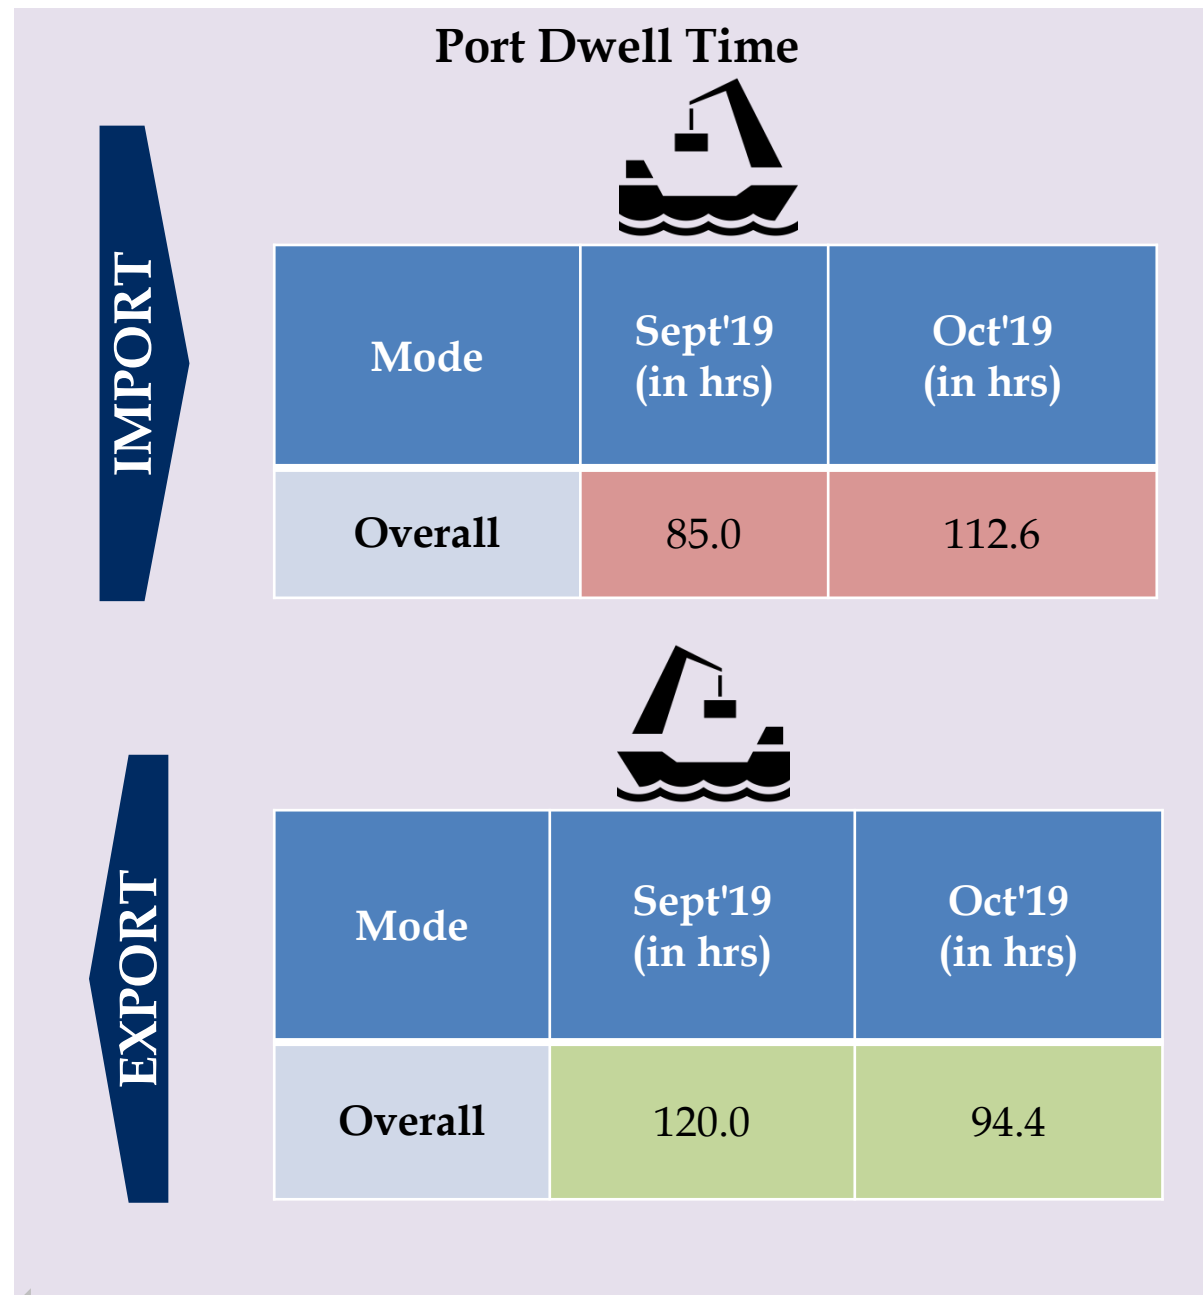 Port Dwell Time
IMPORT
Mode
Sept'19
(in hrs)
Oct'19
(in hrs)
Overall
85.0
112.6
EXPORT
Mode
Sept'19
(in hrs)
Oct'19
(in hrs)
Overall
120.0
94.4